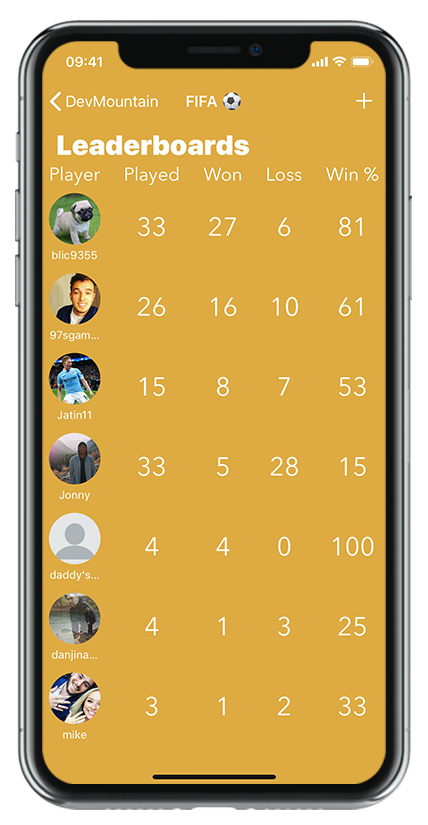 09:41
DevMountain FIFA ⚽
Leaderboards
Player Played Won Loss Win %
33 27 6 81
blic9355
26 16 10 61
97sgam...
15 8 7 53
Jatin11
33 5 28 15
Jonny
4 4 0 100
daddy's...
4 1 3 25
danjina...
3 1 2 33
mike